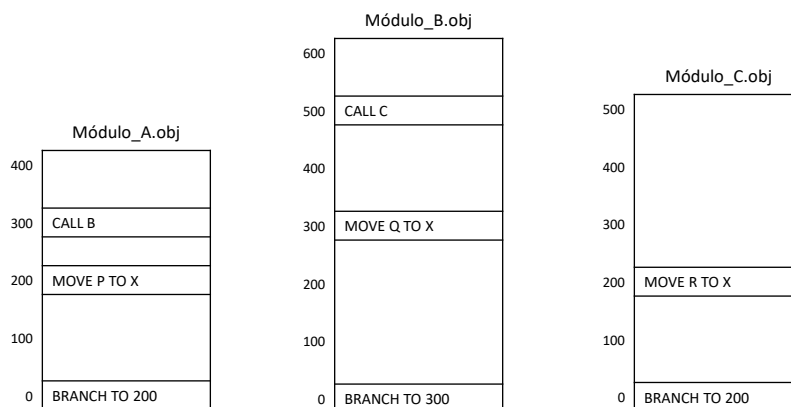 Módulo_A.obj
400
300 CALL B
200 MOVE P TO X
100
0 BRANCH TO 200
Módulo_B.obj
600
500 CALL C
400
300 MOVE Q TO X
200
100
0 BRANCH TO 300
Módulo_C.obj
500
400
300
200 MOVE R TO X
100
0 BRANCH TO 200